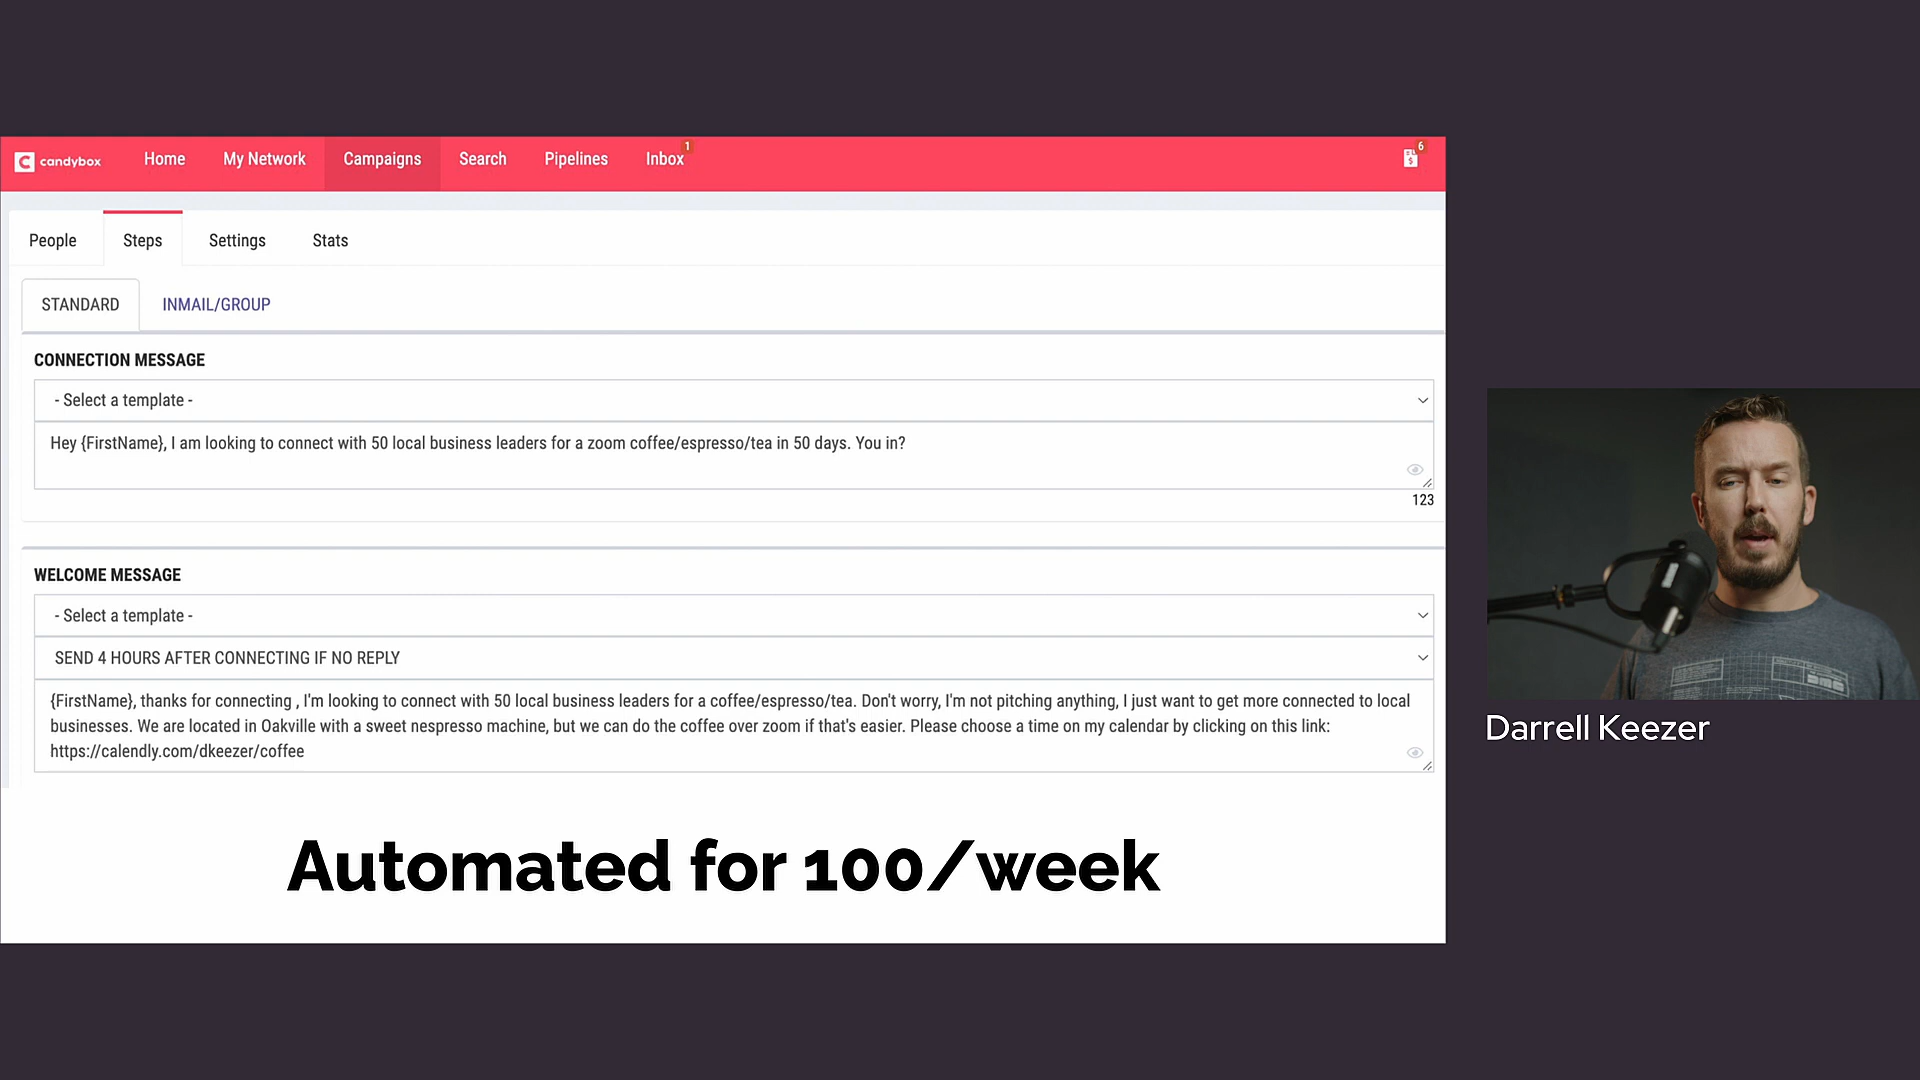 C candybox Home My Network Campaigns Search Pipelines Inbox 1 6
People Steps Settings Stats
STANDARD INMAIL/GROUP
CONNECTION MESSAGE
- Select a template -
Hey {FirstName}, I am looking to connect with 50 local business leaders for a zoom coffee/espresso/tea in 50 days. You in?
123
WELCOME MESSAGE
- Select a template -
SEND 4 HOURS AFTER CONNECTING IF NO REPLY
{FirstName}, thanks for connecting , I'm looking to connect with 50 local business leaders for a coffee/espresso/tea. Don't worry, I'm not pitching anything, I just want to get more connected to local
businesses. We are located in Oakville with a sweet nespresso machine, but we can do the coffee over zoom if that's easier. Please choose a time on my calendar by clicking on this link:
https://calendly.com/dkeezer/coffee
Automated for 100/week
Darrell Keezer